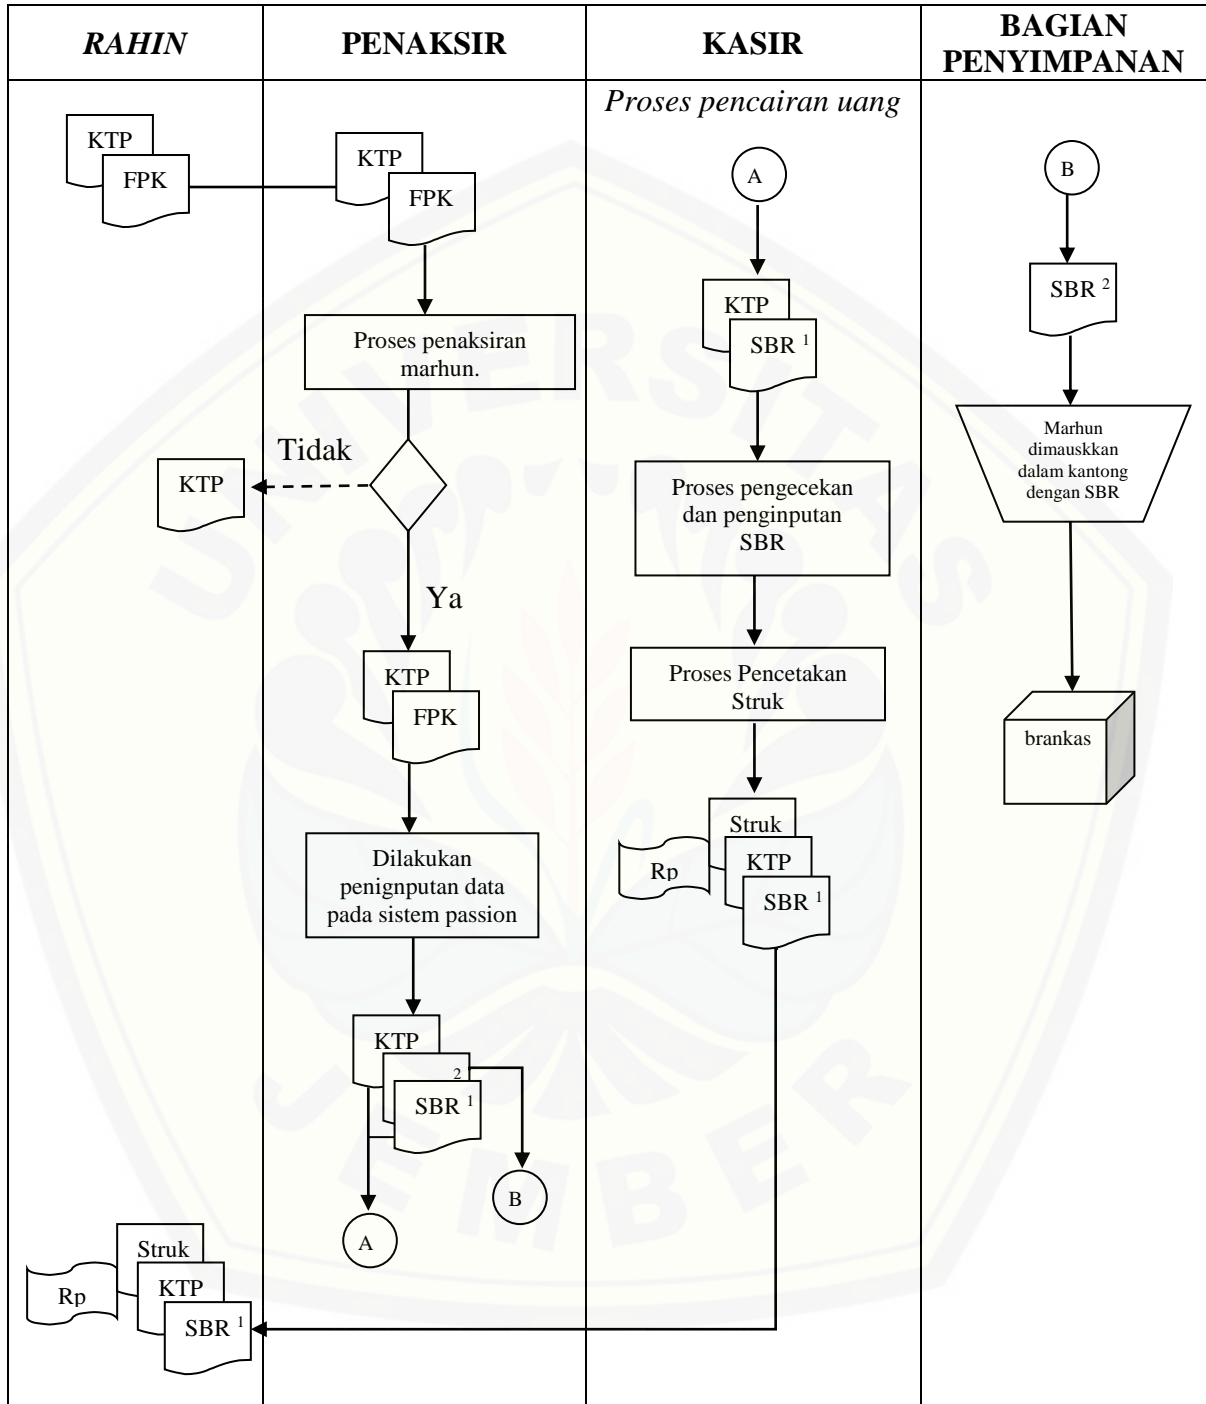 RAHIN
PENAKSIR
KASIR
BAGIAN
PENYIMPANAN
KTP
FPK
KTP
FPK
Proses penaksiran
marhun.
Tidak
KTP
Ya
KTP
FPK
Dilakukan
penignputan data
pada sistem passion
KTP
2
SBR 1
B
A
Proses pencairan uang
A
KTP
SBR 1
Proses pengecekan
dan penginputan
SBR
Proses Pencetakan
Struk
Struk
Rp
KTP
SBR 1
B
SBR 2
Marhun
dimauskkan
dalam kantong
dengan SBR
brankas
Struk
Rp
KTP
SBR 1
UNIVERSITAS
JEMBER